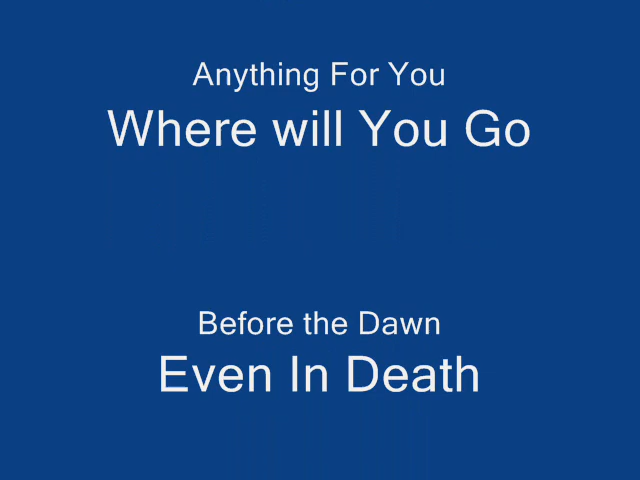 Anything For You
Where will You Go
Before the Dawn
Even In Death